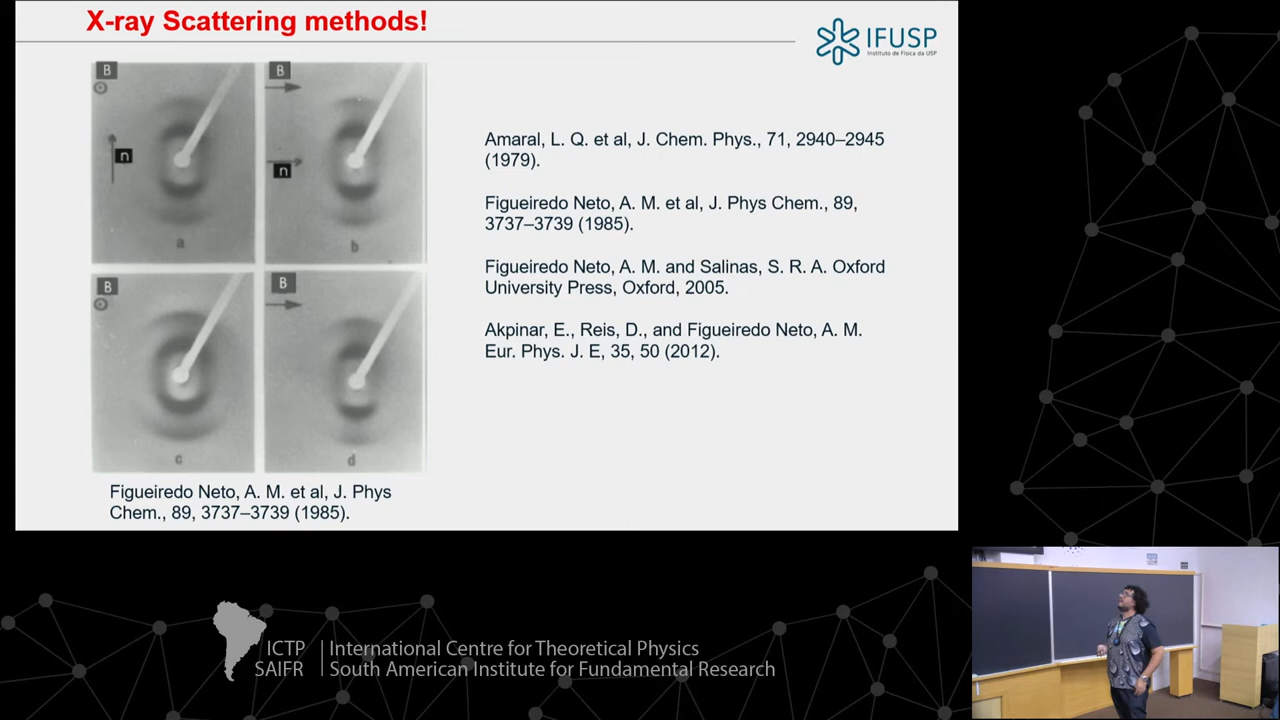 X-ray Scattering methods!
IFUSP
Instituto de Física da USP
B
n
a
B
n
b
B
c
B
d
Figueiredo Neto, A. M. et al, J. Phys
Chem., 89, 3737–3739 (1985).
Amaral, L. Q. et al, J. Chem. Phys., 71, 2940–2945
(1979).
Figueiredo Neto, A. M. et al, J. Phys Chem., 89,
3737–3739 (1985).
Figueiredo Neto, A. M. and Salinas, S. R. A. Oxford
University Press, Oxford, 2005.
Akpinar, E., Reis, D., and Figueiredo Neto, A. M.
Eur. Phys. J. E, 35, 50 (2012).
ICTP
SAIFR
International Centre for Theoretical Physics
South American Institute for Fundamental Research